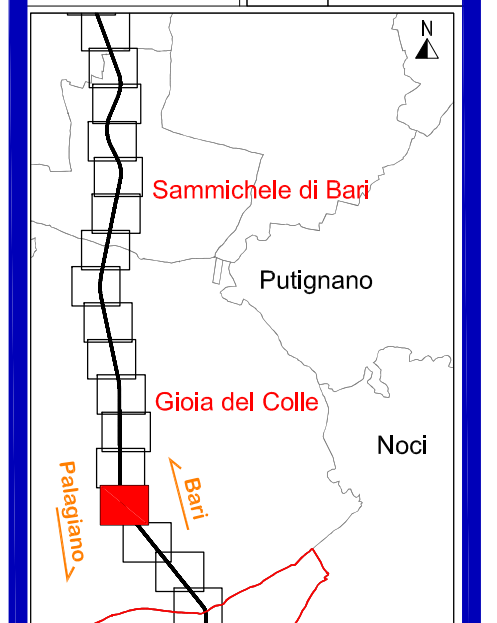 N
Sammichele di Bari
Putignano
Gioia del Colle
Noci
Palagiano
Bari